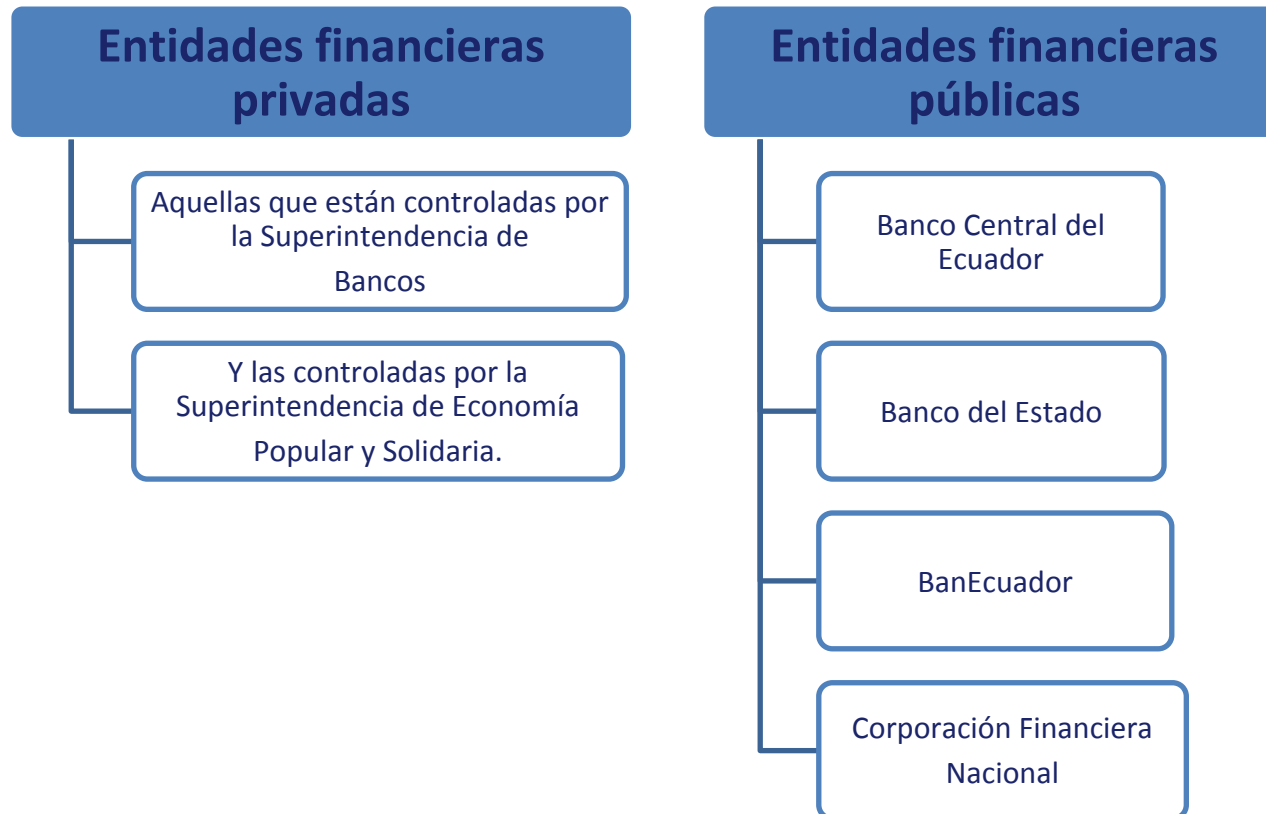 Entidades financieras
privadas
Aquellas que están controladas por
la Superintendencia de
Bancos
Y las controladas por la
Superintendencia de Economía
Popular y Solidaria.
Entidades financieras
públicas
Banco Central del
Ecuador
Banco del Estado
BanEcuador
Corporación Financiera
Nacional